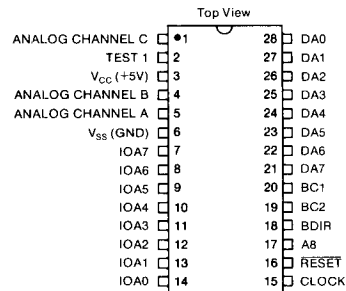 Top View
ANALOG CHANNEL C 1 28 DA0
TEST 1 2 27 DA1
VCC (+5V) 3 26 DA2
ANALOG CHANNEL B 4 25 DA3
ANALOG CHANNEL A 5 24 DA4
VSS (GND) 6 23 DA5
IOA7 7 22 DA6
IOA6 8 21 DA7
IOA5 9 20 BC1
IOA4 10 19 BC2
IOA3 11 18 BDIR
IOA2 12 17 A8
IOA1 13 16 RESET
IOA0 14 15 CLOCK